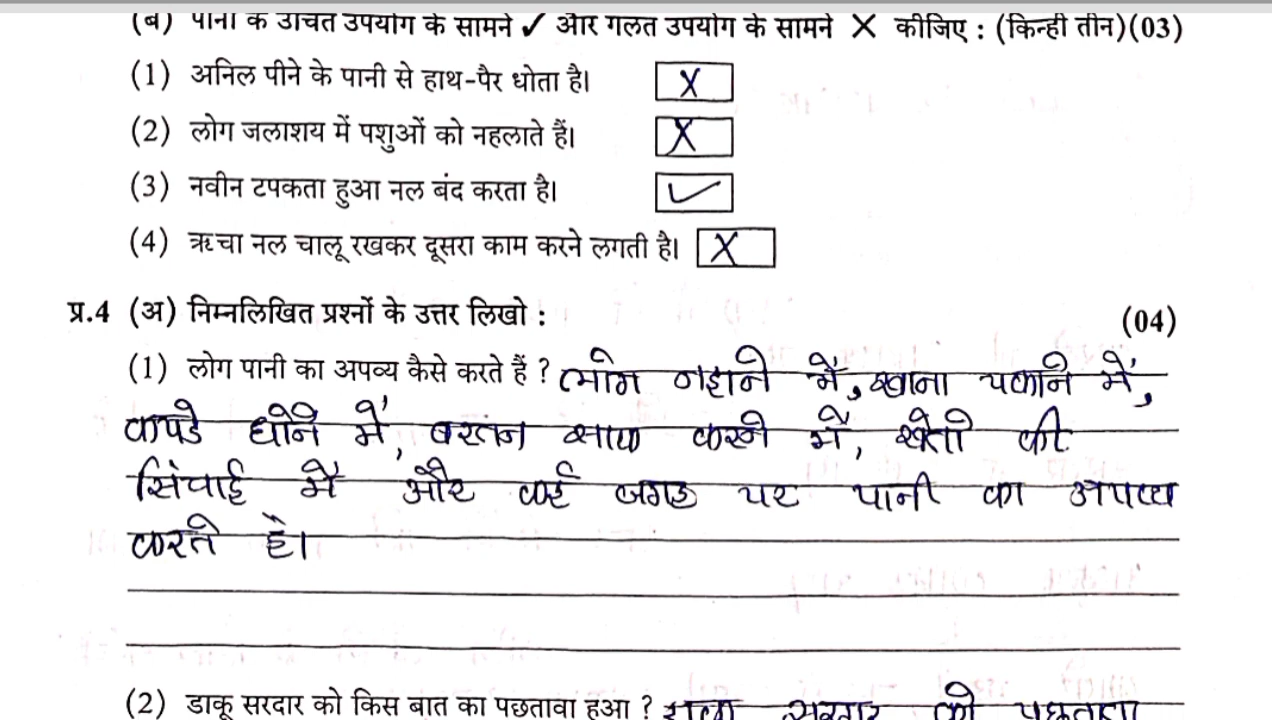 (ब) पानी के उचित उपयोग के सामने ✓ और गलत उपयोग के सामने X कीजिए : (किन्ही तीन)(03)
(1) अनिल पीने के पानी से हाथ-पैर धोता है। X
(2) लोग जलाशय में पशुओं को नहलाते हैं। X
(3) नवीन टपकता हुआ नल बंद करता है। ✓
(4) ऋचा नल चालू रखकर दूसरा काम करने लगती है। X
प्र.4 (अ) निम्नलिखित प्रश्नों के उत्तर लिखो : (04)
(1) लोग पानी का अपव्य कैसे करते हैं ? लोग नहाने में, खाना पकाने में,
कपडे धोने में, बरतन साफ करने में, खेतो की
सिंचाई में और कई जगह पर पानी का अपव्य
करते है।
(2) डाकू सरदार को किस बात का पछतावा हुआ ? सरदार को